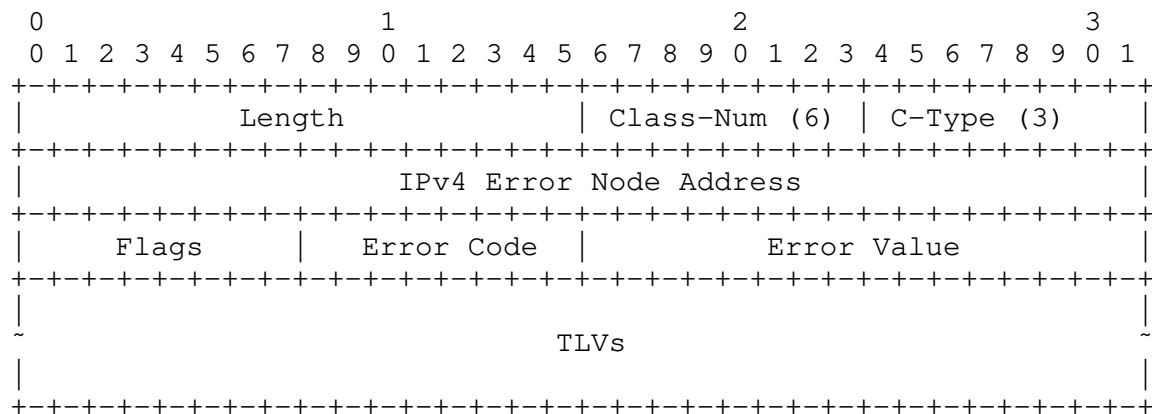 0                   1                   2                   3
 0 1 2 3 4 5 6 7 8 9 0 1 2 3 4 5 6 7 8 9 0 1 2 3 4 5 6 7 8 9 0 1
+-+-+-+-+-+-+-+-+-+-+-+-+-+-+-+-+-+-+-+-+-+-+-+-+-+-+-+-+-+-+-+-+
|            Length             | Class-Num (6) | C-Type (3)    |
+-+-+-+-+-+-+-+-+-+-+-+-+-+-+-+-+-+-+-+-+-+-+-+-+-+-+-+-+-+-+-+-+
|                     IPv4 Error Node Address                   |
+-+-+-+-+-+-+-+-+-+-+-+-+-+-+-+-+-+-+-+-+-+-+-+-+-+-+-+-+-+-+-+-+
|     Flags     |   Error Code  |          Error Value          |
+-+-+-+-+-+-+-+-+-+-+-+-+-+-+-+-+-+-+-+-+-+-+-+-+-+-+-+-+-+-+-+-+
|                                                               |
~                              TLVs                             ~
|                                                               |
+-+-+-+-+-+-+-+-+-+-+-+-+-+-+-+-+-+-+-+-+-+-+-+-+-+-+-+-+-+-+-+-+